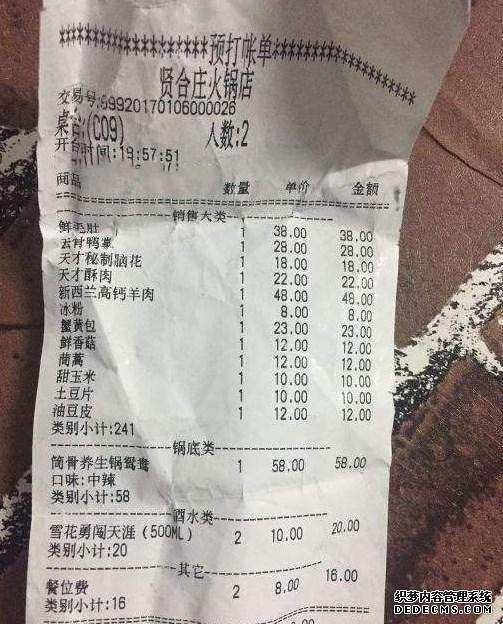 ******************预打帐单******************
贤合庄火锅店
交易号:09920170106000026
桌台:(C09) 人数:2
开台时间:19:57:51
商品 数量 单价 金额
销售大类
鲜毛肚 1 38.00 38.00
云南鸭掌 1 28.00 28.00
天才秘制脑花 1 18.00 18.00
天才酥肉 1 22.00 22.00
新西兰高钙羊肉 1 48.00 48.00
冰粉 1 8.00 8.00
蟹黄包 1 23.00 23.00
鲜香菇 1 12.00 12.00
茼蒿 1 12.00 12.00
甜玉米 1 10.00 10.00
土豆片 1 10.00 10.00
油豆皮 1 12.00 12.00
类别小计:241
锅底类
筒骨养生锅鸳鸯 1 58.00 58.00
口味:中辣
类别小计:58
酒水类
雪花勇闯天涯(500ML) 2 10.00 20.00
类别小计:20
其它
餐位费 2 8.00 16.00
类别小计:16
织梦内容管理系统
DEDECMS.COM